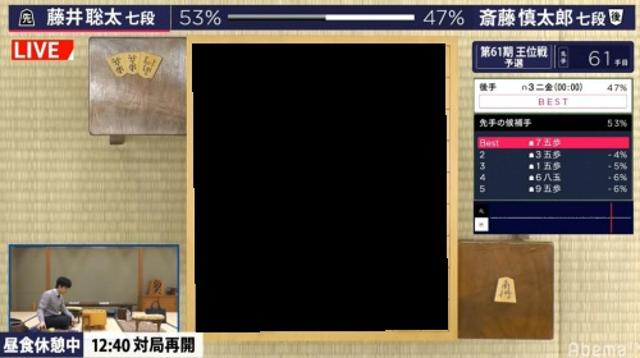 先 藤井聡太 七段 53% 47% 斎藤慎太郎 七段 後
LIVE
第61期 王位戦
予選
先手
61手目
後手 ∩3二金(00:00) 47%
BEST
先手の候補手 53%
Best ☗7五歩
2 ☗3五歩 -4%
3 ☗1五歩 -5%
4 ☗6八玉 -6%
5 ☗9五歩 -6%
昼食休憩中 12:40 対局再開
Abema